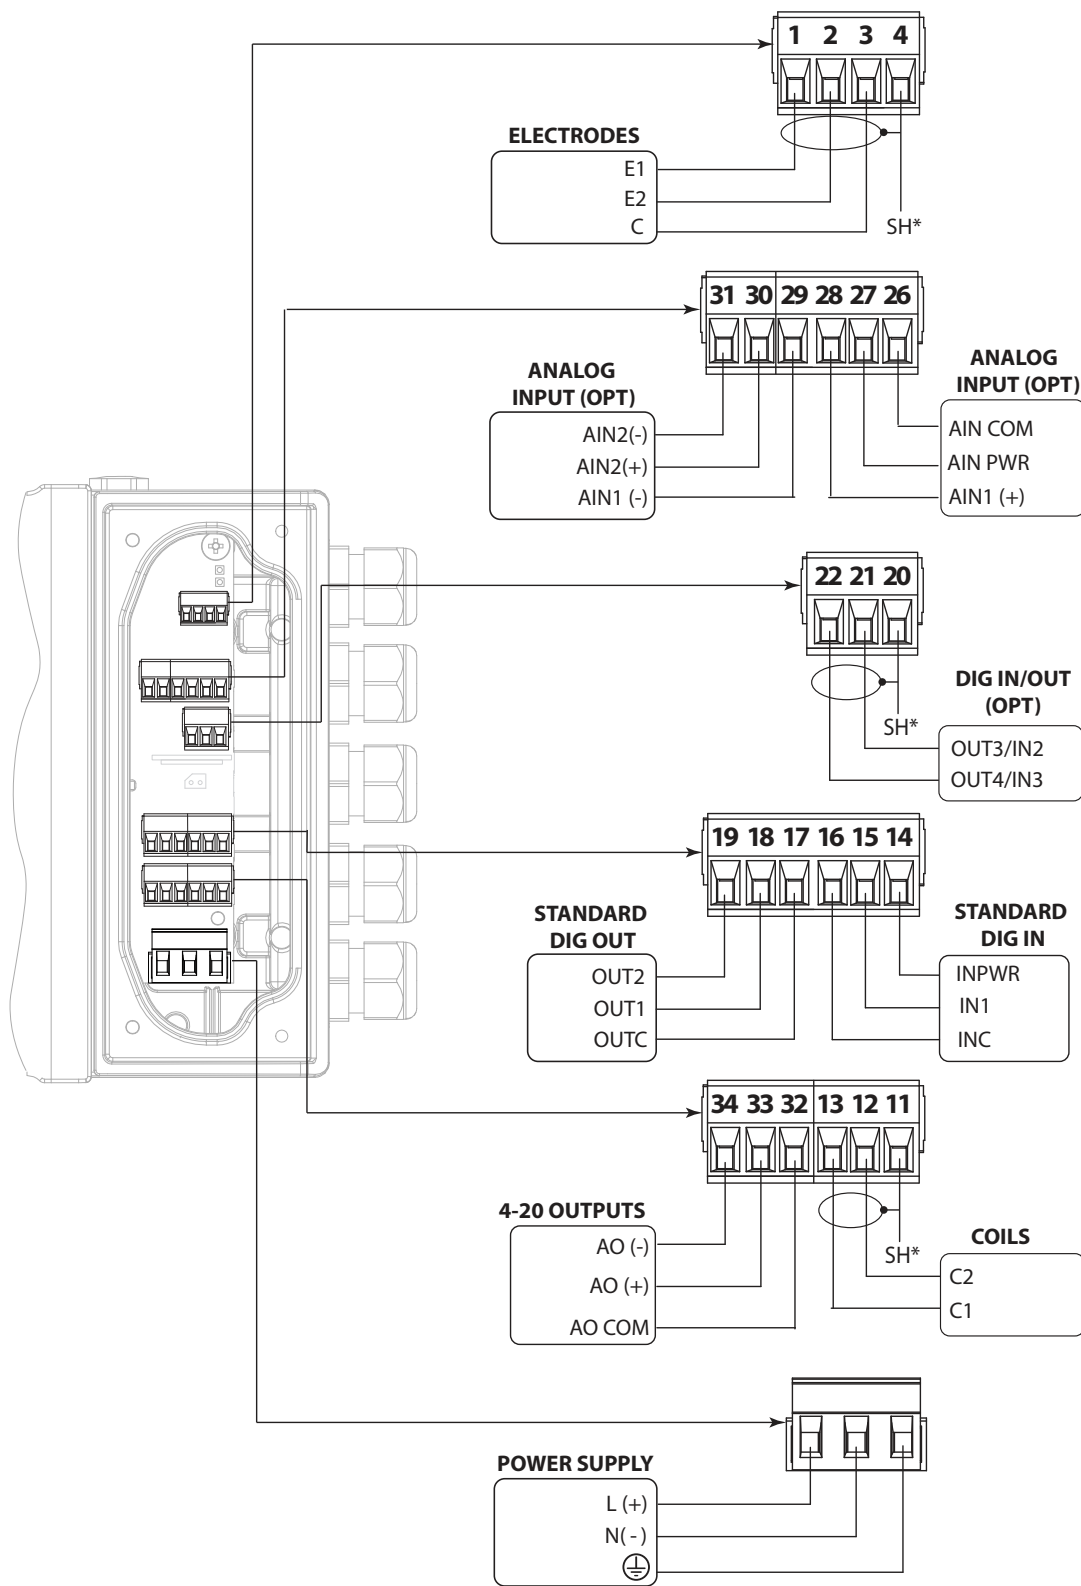 1 2 3 4
ELECTRODES
E1
E2
C
SH*
31 30 29 28 27 26
ANALOG
INPUT (OPT)
AIN2(-)
AIN2(+)
AIN1 (-)
ANALOG
INPUT (OPT)
AIN COM
AIN PWR
AIN1 (+)
22 21 20
SH*
DIG IN/OUT
(OPT)
OUT3/IN2
OUT4/IN3
19 18 17 16 15 14
STANDARD
DIG OUT
OUT2
OUT1
OUTC
STANDARD
DIG IN
INPWR
IN1
INC
34 33 32 13 12 11
4-20 OUTPUTS
AO (-)
AO (+)
AO COM
SH*
COILS
C2
C1
POWER SUPPLY
L (+)
N( - )